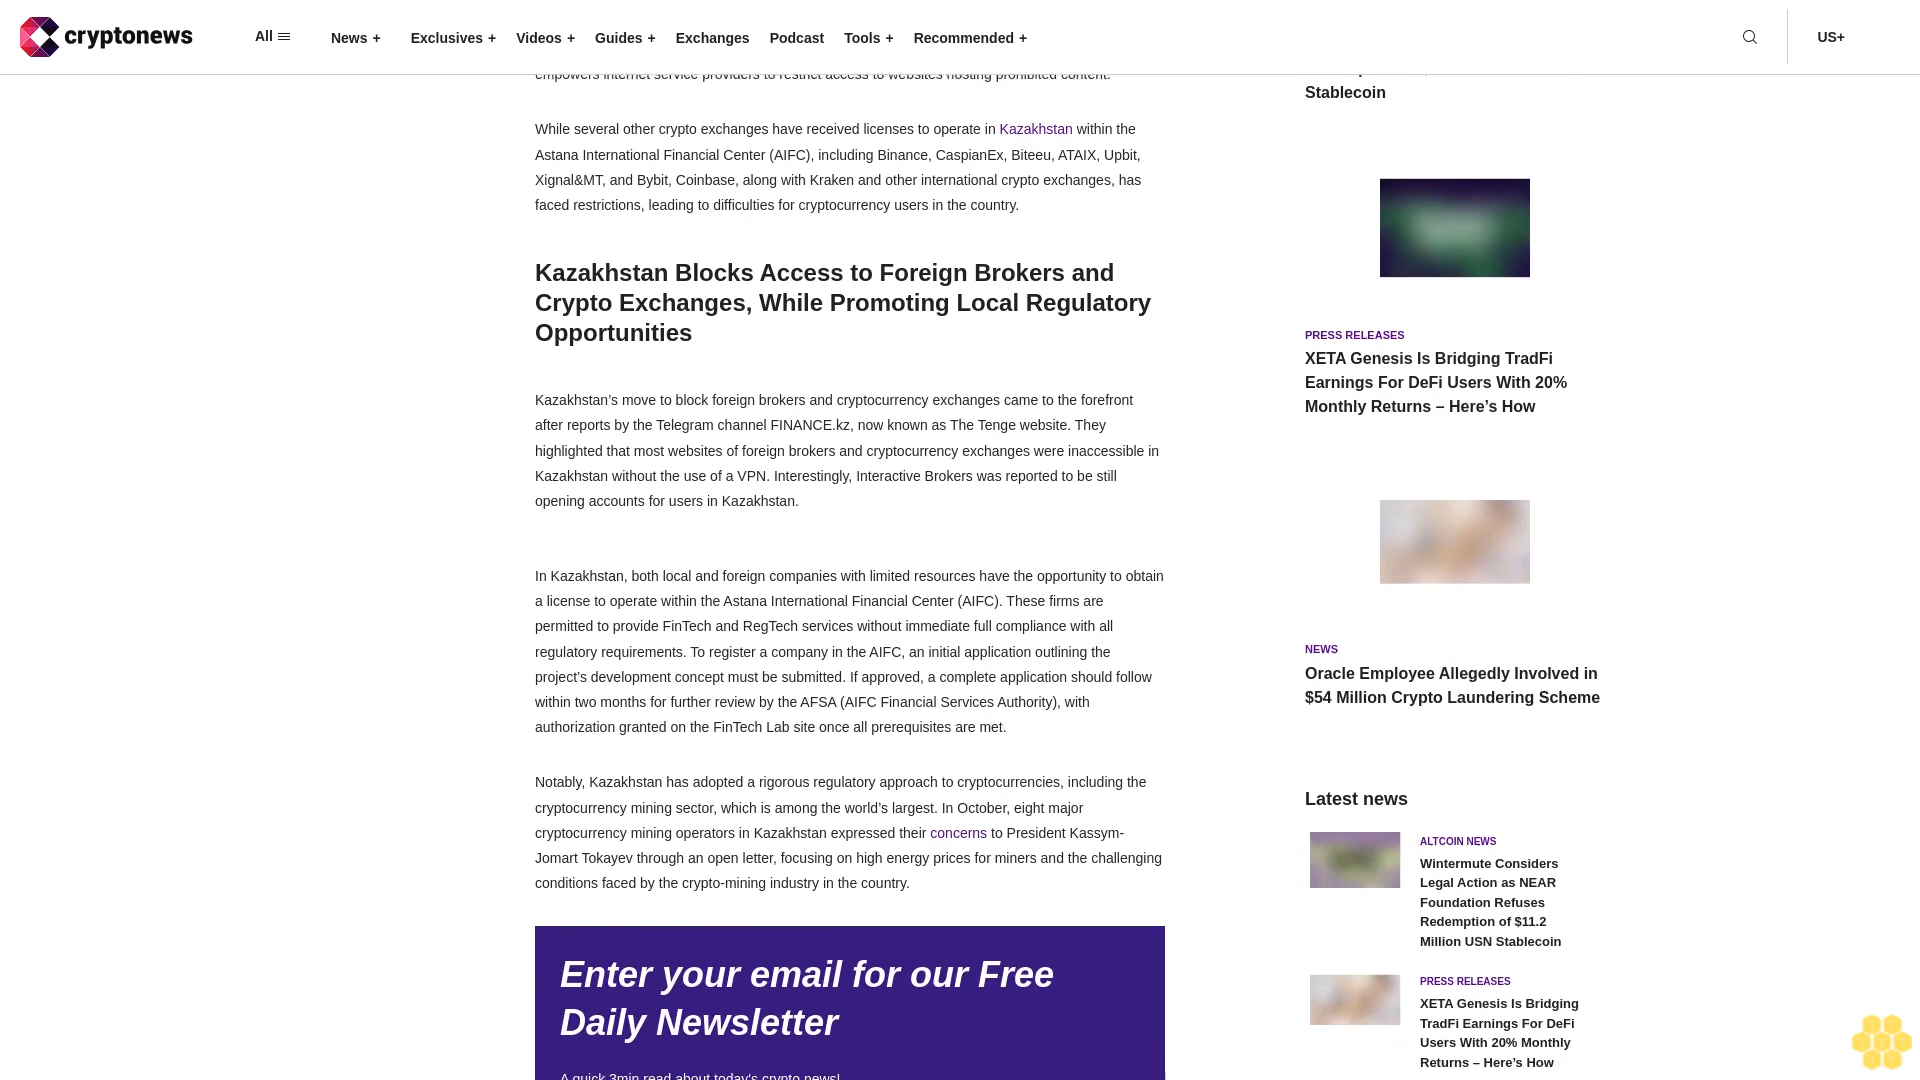 cryptonews
All
News +
Exclusives +
Videos +
Guides +
Exchanges
Podcast
Tools +
Recommended +
US+
empowers internet service providers to restrict access to websites hosting prohibited content.
While several other crypto exchanges have received licenses to operate in Kazakhstan within the
Astana International Financial Center (AIFC), including Binance, CaspianEx, Biteeu, ATAIX, Upbit,
Xignal&MT, and Bybit, Coinbase, along with Kraken and other international crypto exchanges, has
faced restrictions, leading to difficulties for cryptocurrency users in the country.
Kazakhstan Blocks Access to Foreign Brokers and
Crypto Exchanges, While Promoting Local Regulatory
Opportunities
Kazakhstan’s move to block foreign brokers and cryptocurrency exchanges came to the forefront
after reports by the Telegram channel FINANCE.kz, now known as The Tenge website. They
highlighted that most websites of foreign brokers and cryptocurrency exchanges were inaccessible in
Kazakhstan without the use of a VPN. Interestingly, Interactive Brokers was reported to be still
opening accounts for users in Kazakhstan.
In Kazakhstan, both local and foreign companies with limited resources have the opportunity to obtain
a license to operate within the Astana International Financial Center (AIFC). These firms are
permitted to provide FinTech and RegTech services without immediate full compliance with all
regulatory requirements. To register a company in the AIFC, an initial application outlining the
project’s development concept must be submitted. If approved, a complete application should follow
within two months for further review by the AFSA (AIFC Financial Services Authority), with
authorization granted on the FinTech Lab site once all prerequisites are met.
Notably, Kazakhstan has adopted a rigorous regulatory approach to cryptocurrencies, including the
cryptocurrency mining sector, which is among the world’s largest. In October, eight major
cryptocurrency mining operators in Kazakhstan expressed their concerns to President Kassym-
Jomart Tokayev through an open letter, focusing on high energy prices for miners and the challenging
conditions faced by the crypto-mining industry in the country.
Enter your email for our Free
Daily Newsletter
A quick 3min read about today's crypto news!
Stablecoin
PRESS RELEASES
XETA Genesis Is Bridging TradFi
Earnings For DeFi Users With 20%
Monthly Returns – Here’s How
NEWS
Oracle Employee Allegedly Involved in
$54 Million Crypto Laundering Scheme
Latest news
ALTCOIN NEWS
Wintermute Considers
Legal Action as NEAR
Foundation Refuses
Redemption of $11.2
Million USN Stablecoin
PRESS RELEASES
XETA Genesis Is Bridging
TradFi Earnings For DeFi
Users With 20% Monthly
Returns – Here’s How